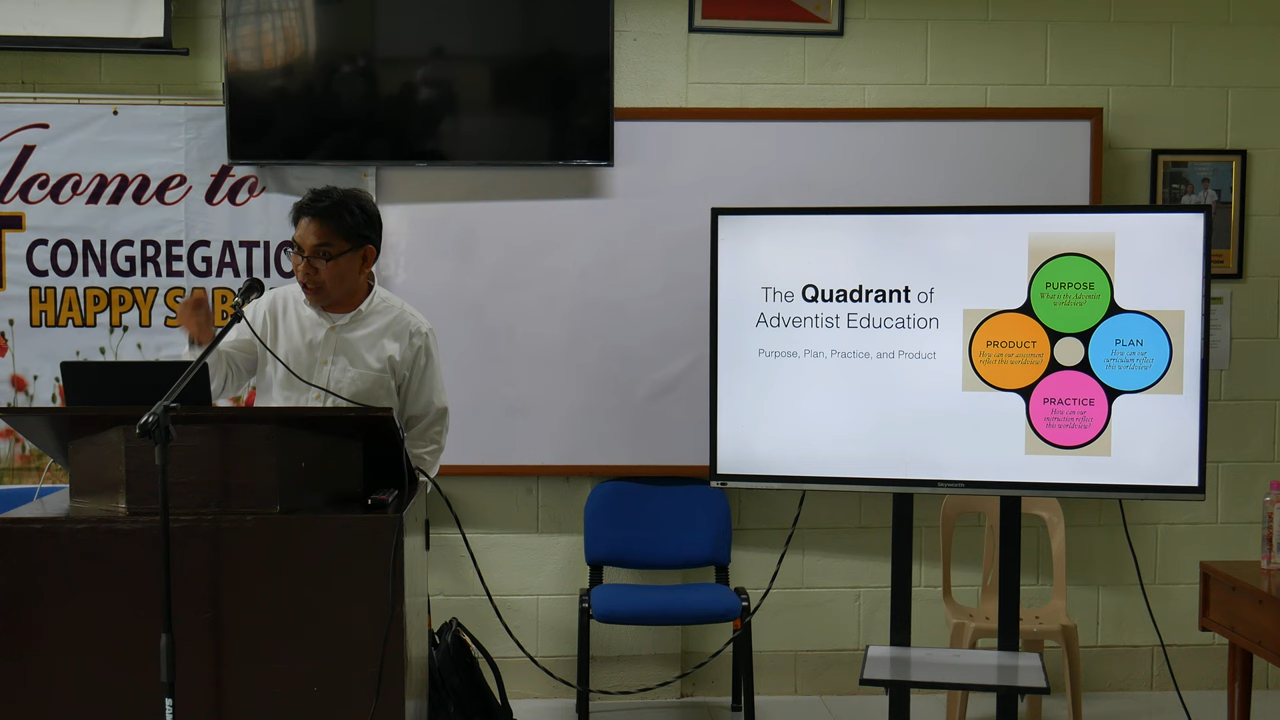 lcome to
T
CONGREGATIO
HAPPY SAB
The Quadrant of
Adventist Education
Purpose, Plan, Practice, and Product
PURPOSE
What is the Adventist
worldview?
PRODUCT
How can our assessment
reflect this worldview?
PLAN
How can our
curriculum reflect
this worldview?
PRACTICE
How can our
instruction reflect
this worldview?
Skyworth
SAM